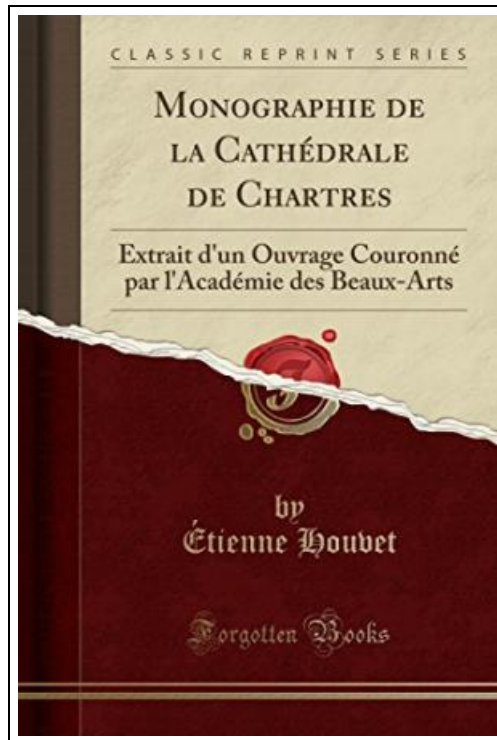 CLASSIC REPRINT SERIES
MONOGRAPHIE DE
LA CATHÉDRALE
DE CHARTRES
Extrait d'un Ouvrage Couronné
par l'Académie des Beaux-Arts
F
by
Étienne Houvet
Forgotten Books